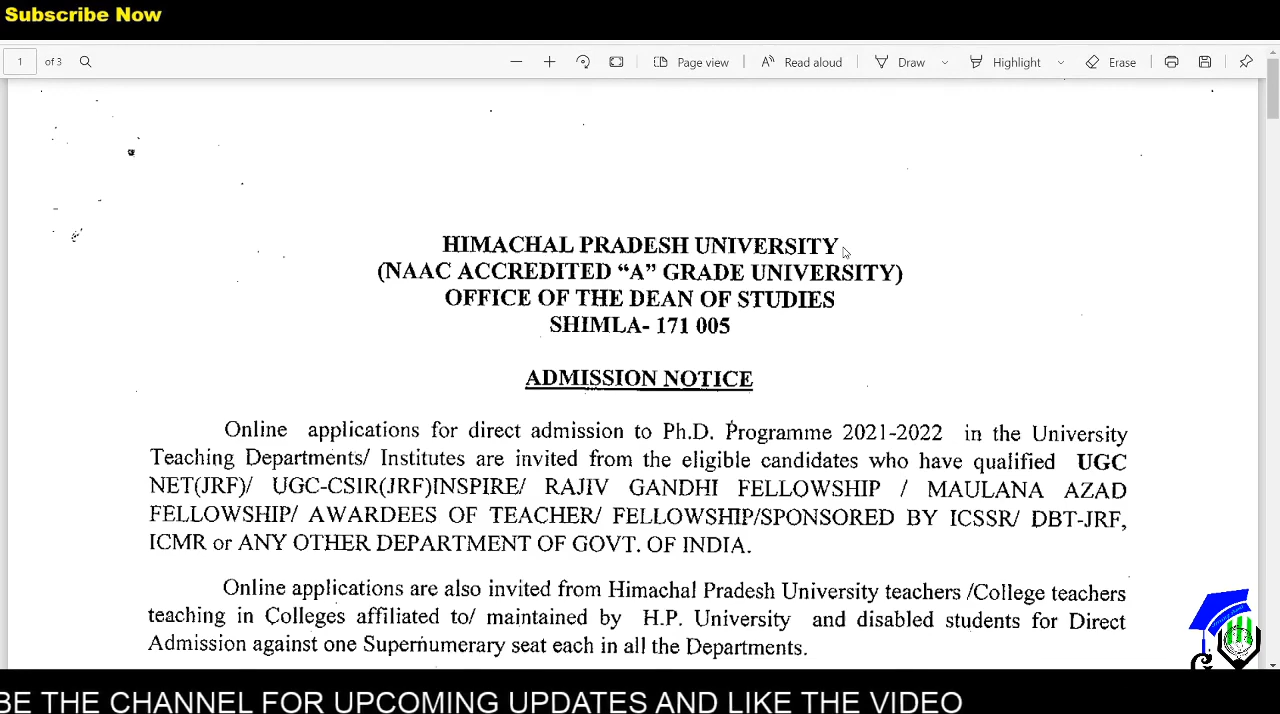 Subscribe Now
1 of 3 Page view Read aloud Draw Highlight Erase
HIMACHAL PRADESH UNIVERSITY
(NAAC ACCREDITED “A” GRADE UNIVERSITY)
OFFICE OF THE DEAN OF STUDIES
SHIMLA- 171 005
ADMISSION NOTICE
Online applications for direct admission to Ph.D. Programme 2021-2022 in the University
Teaching Departments/ Institutes are invited from the eligible candidates who have qualified UGC
NET(JRF)/ UGC-CSIR(JRF)INSPIRE/ RAJIV GANDHI FELLOWSHIP / MAULANA AZAD
FELLOWSHIP/ AWARDEES OF TEACHER/ FELLOWSHIP/SPONSORED BY ICSSR/ DBT-JRF,
ICMR or ANY OTHER DEPARTMENT OF GOVT. OF INDIA.
Online applications are also invited from Himachal Pradesh University teachers /College teachers
teaching in Colleges affiliated to/ maintained by H.P. University and disabled students for Direct
Admission against one Supernumerary seat each in all the Departments.
BE THE CHANNEL FOR UPCOMING UPDATES AND LIKE THE VIDEO